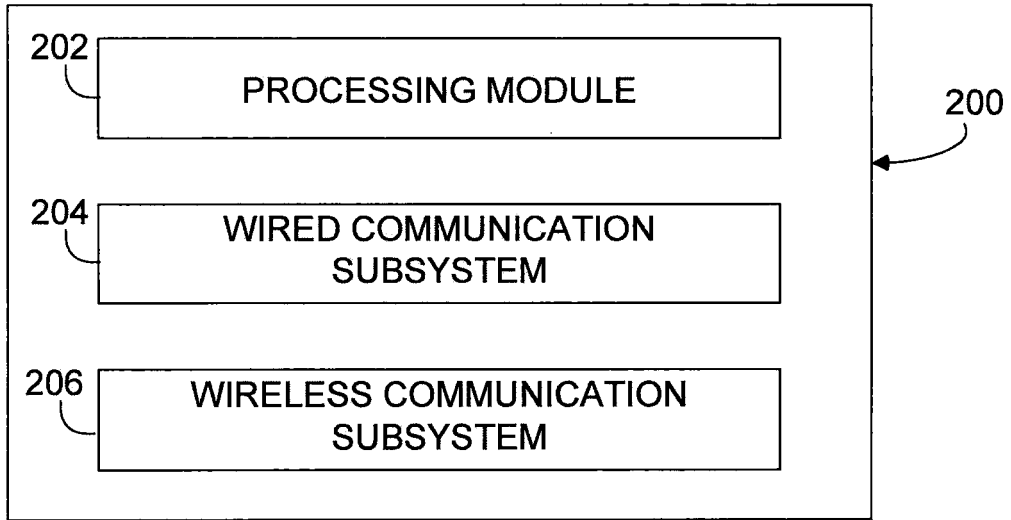 202
PROCESSING MODULE
200
204
WIRED COMMUNICATION
SUBSYSTEM
206
WIRELESS COMMUNICATION
SUBSYSTEM